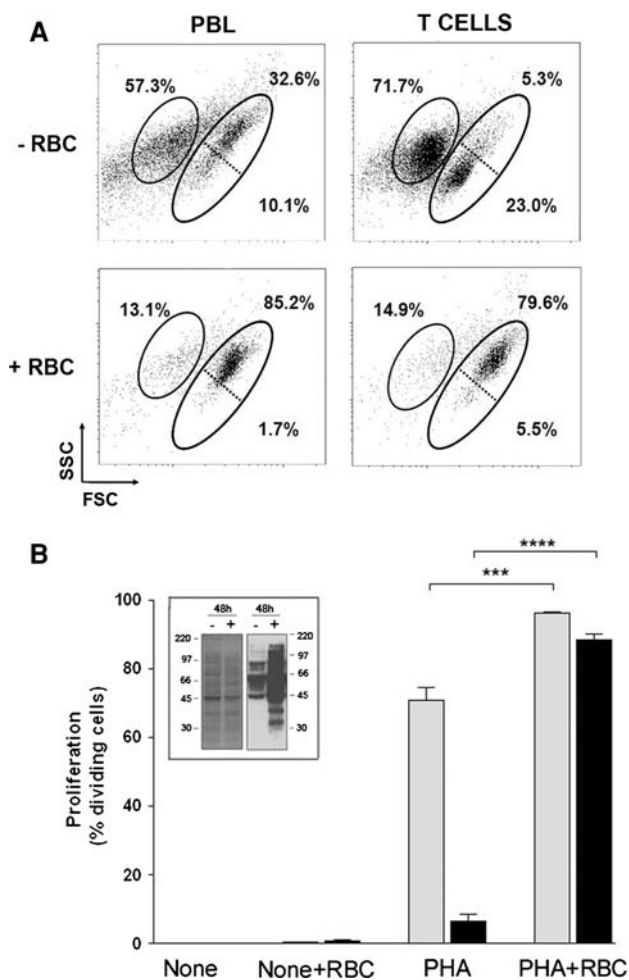 A
PBL
T CELLS
- RBC
57.3%
32.6%
10.1%
71.7%
5.3%
23.0%
+ RBC
13.1%
85.2%
1.7%
14.9%
79.6%
5.5%
SSC
FSC
B
**** 
***
Proliferation
(% dividing cells)
100
80
60
40
20
0
48h 48h
- + - +
220
97
66
45
30
220
97
66
45
30
None None+RBC PHA PHA+RBC